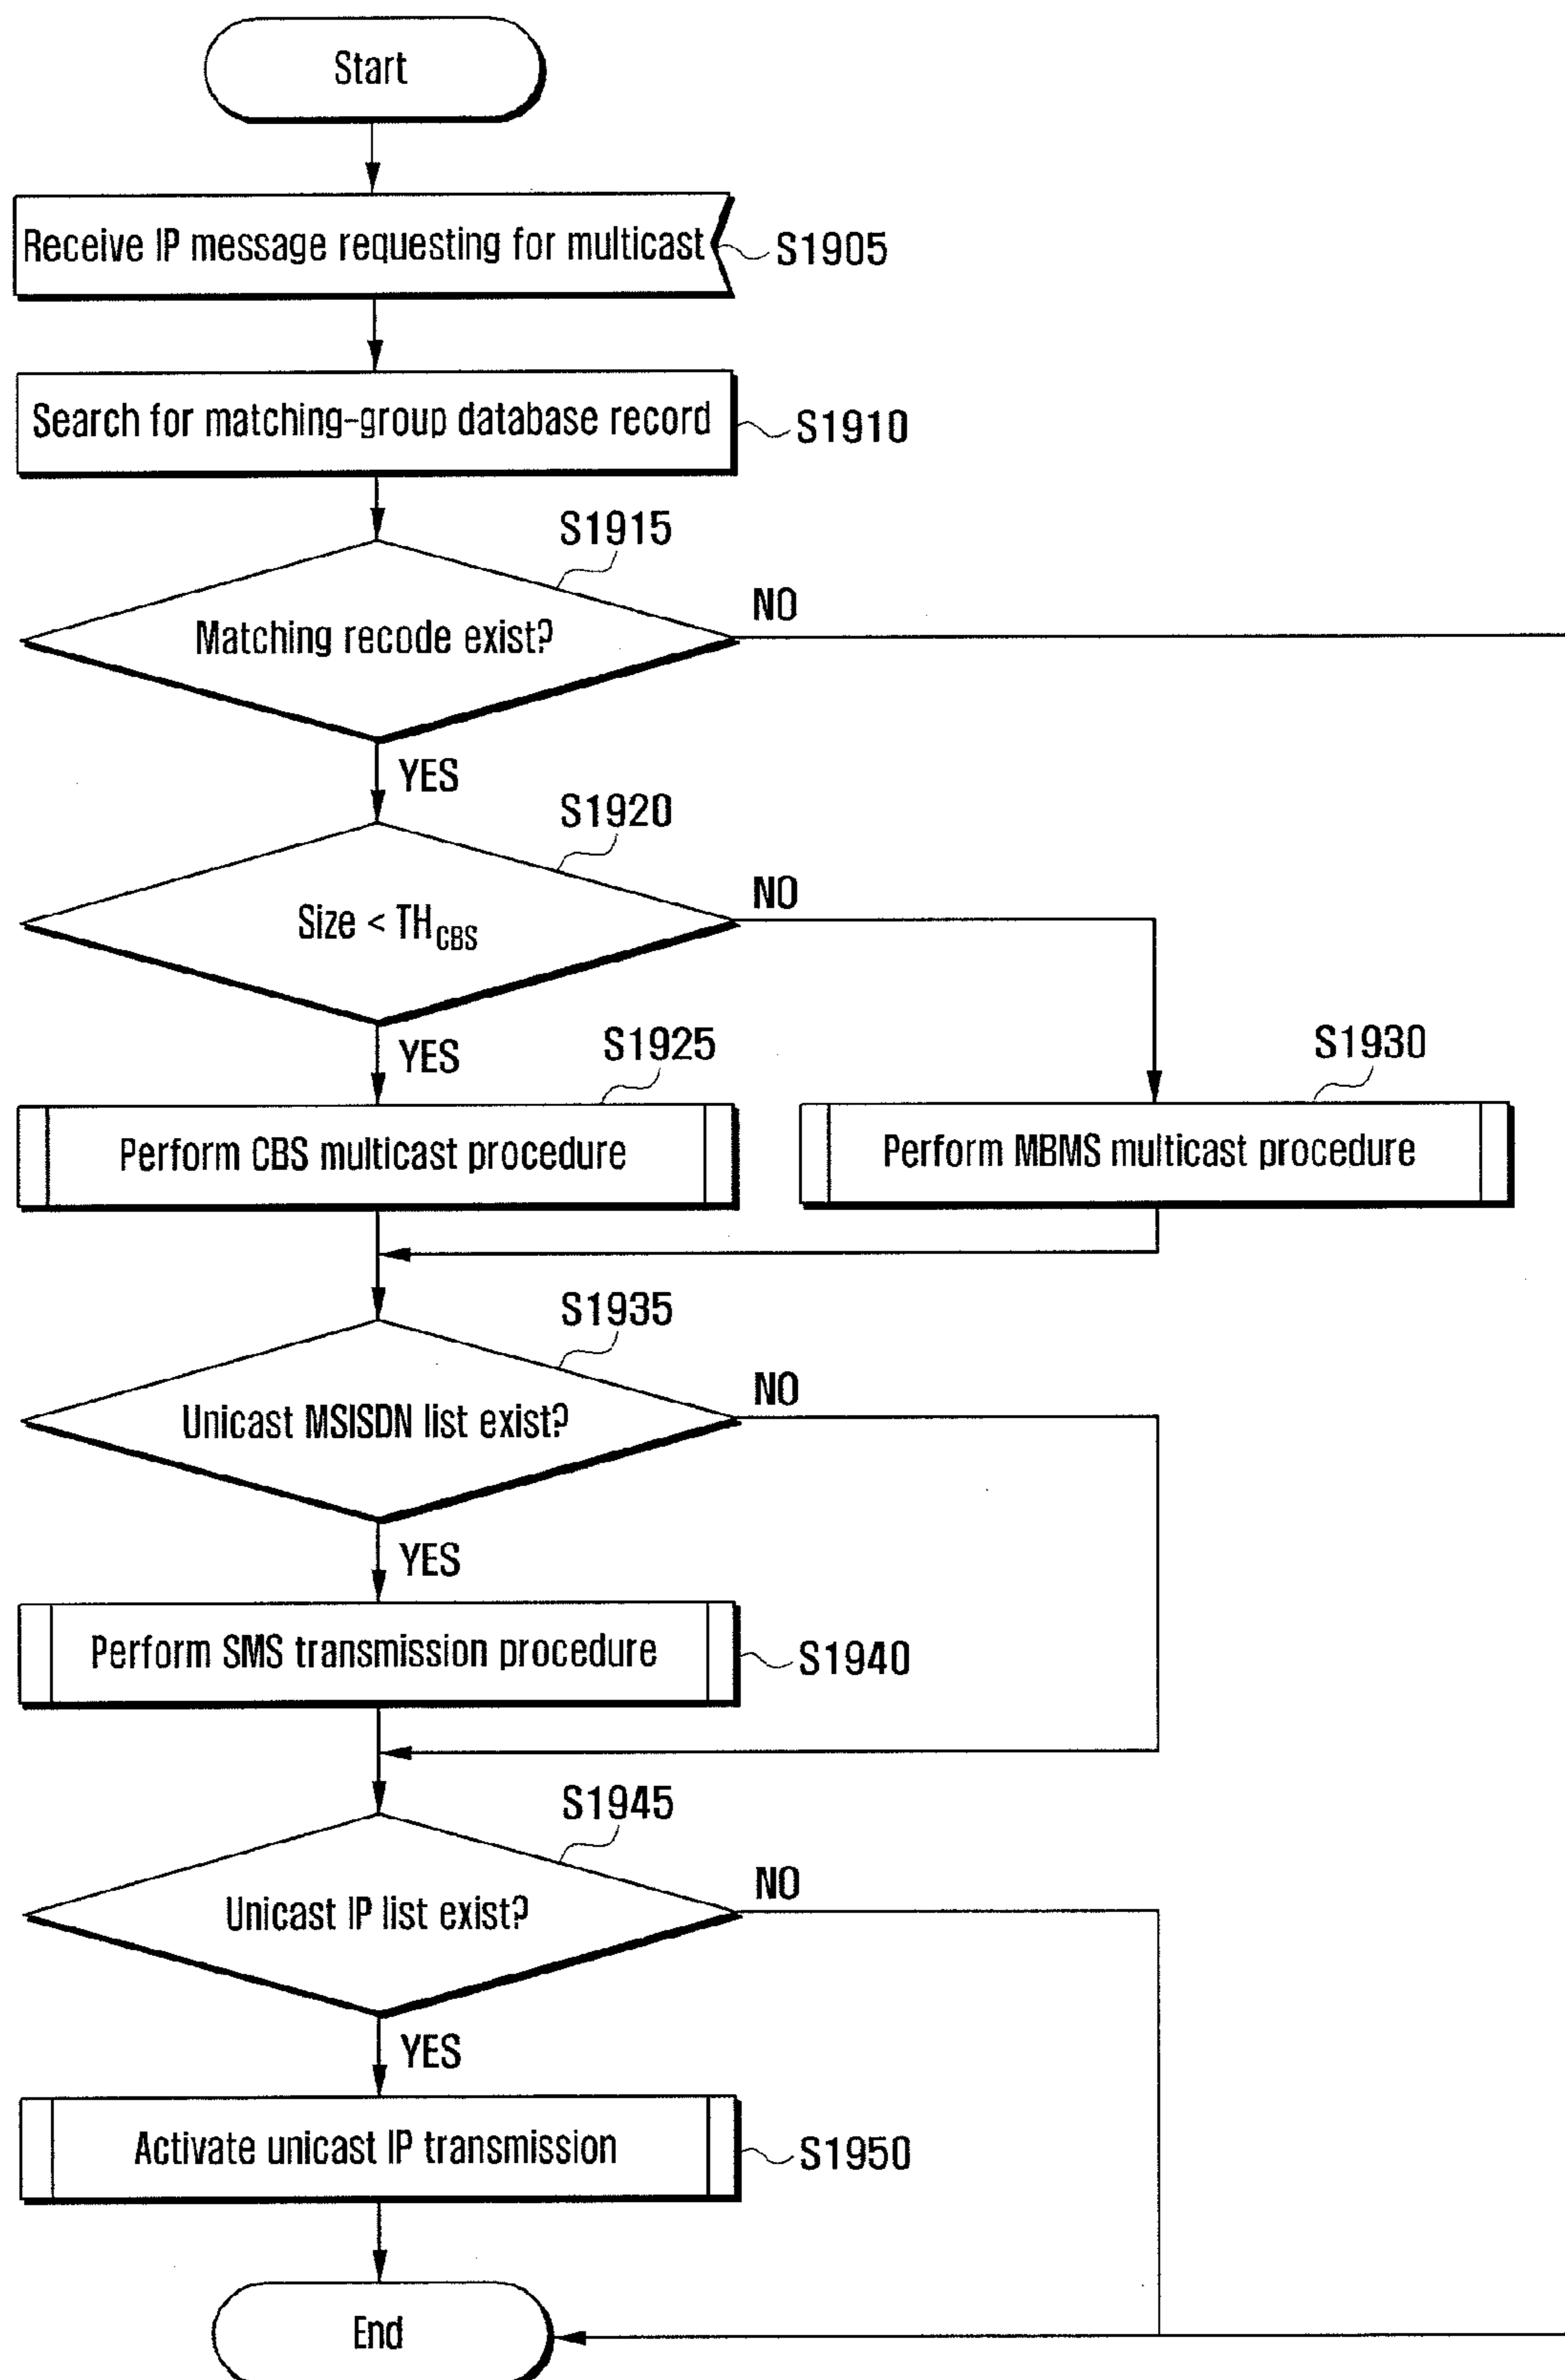 Start
Receive IP message requesting for multicast
S1905
Search for matching-group database record
S1910
S1915
Matching recode exist?
NO
YES
S1920
Size < TH_CBS
NO
YES
S1925
S1930
Perform CBS multicast procedure
Perform MBMS multicast procedure
S1935
Unicast MSISDN list exist?
NO
YES
Perform SMS transmission procedure
S1940
S1945
Unicast IP list exist?
NO
YES
Activate unicast IP transmission
S1950
End